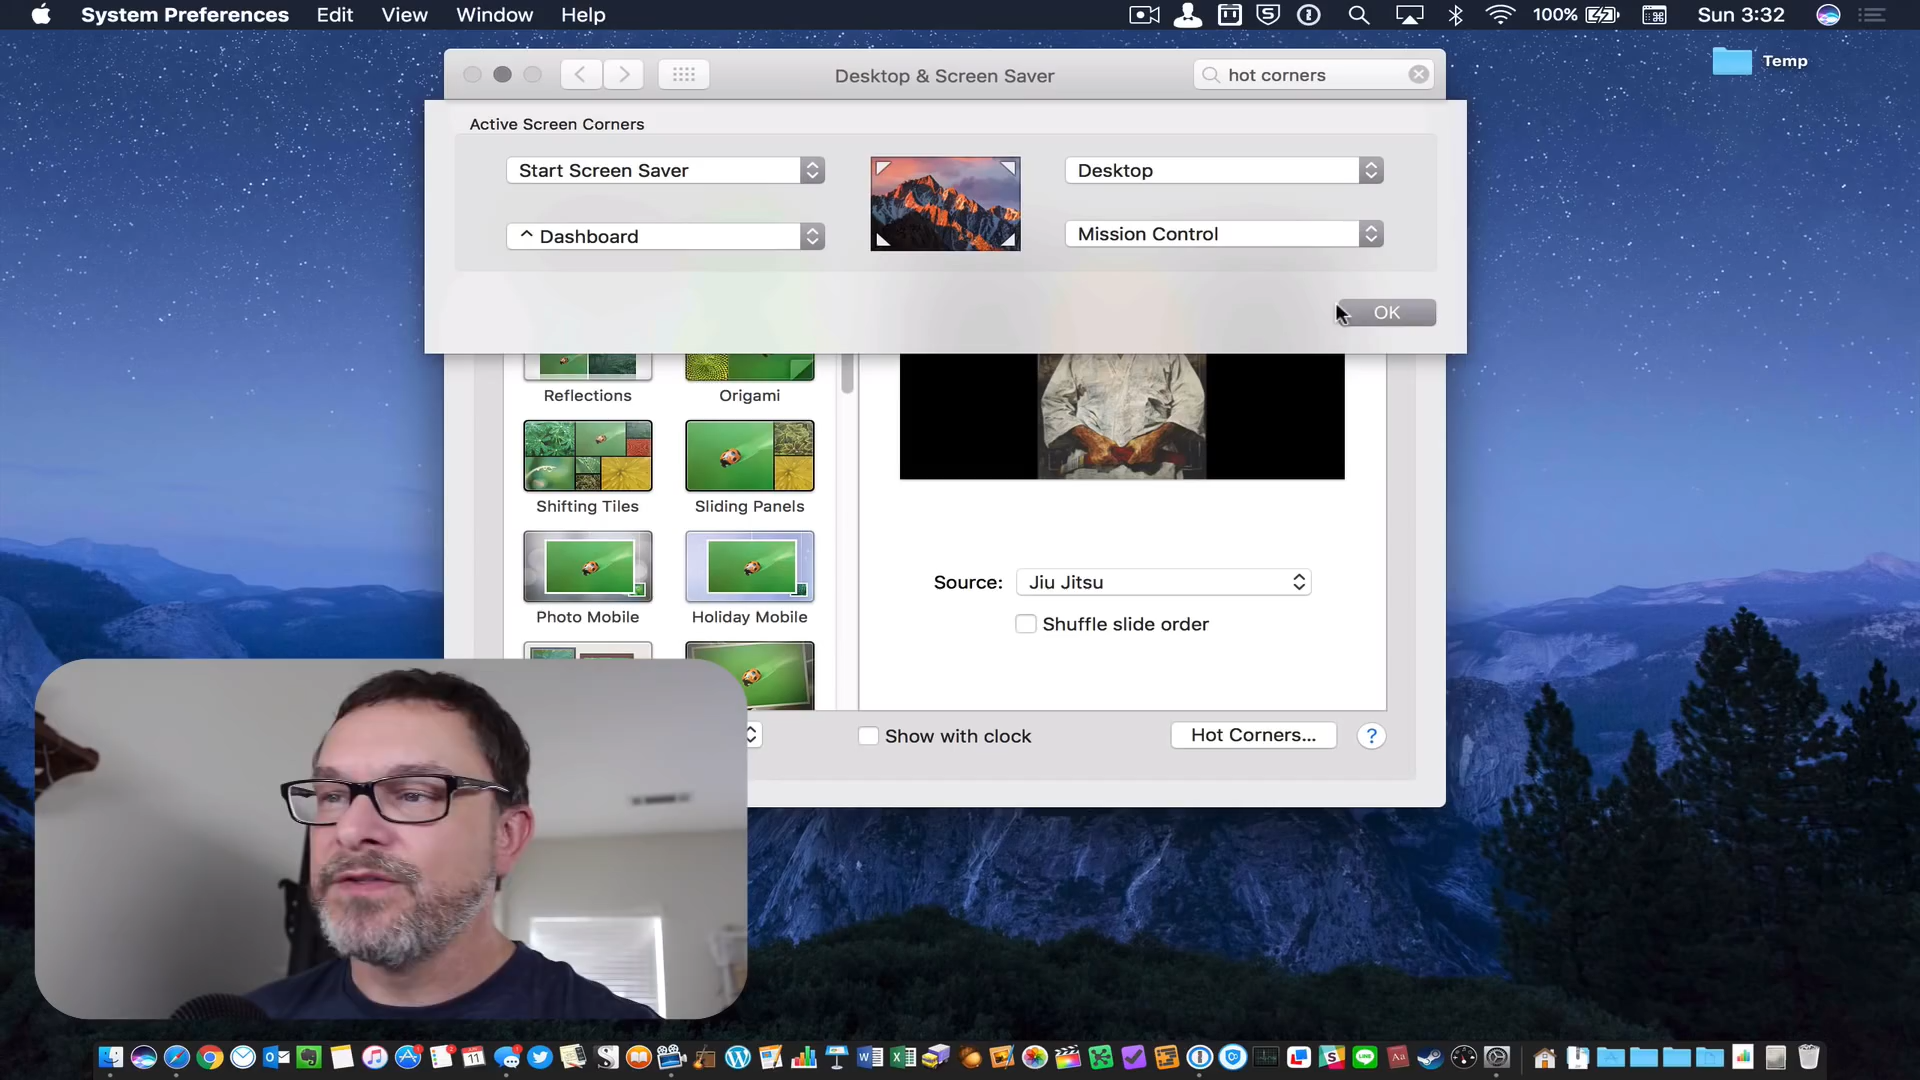 System Preferences Edit View Window Help 100% Sun 3:32
Temp
Desktop & Screen Saver
hot corners
Active Screen Corners
Start Screen Saver
Desktop
^ Dashboard
Mission Control
OK
Reflections
Origami
Shifting Tiles
Sliding Panels
Photo Mobile
Holiday Mobile
Source: Jiu Jitsu
Shuffle slide order
Show with clock
Hot Corners...
?